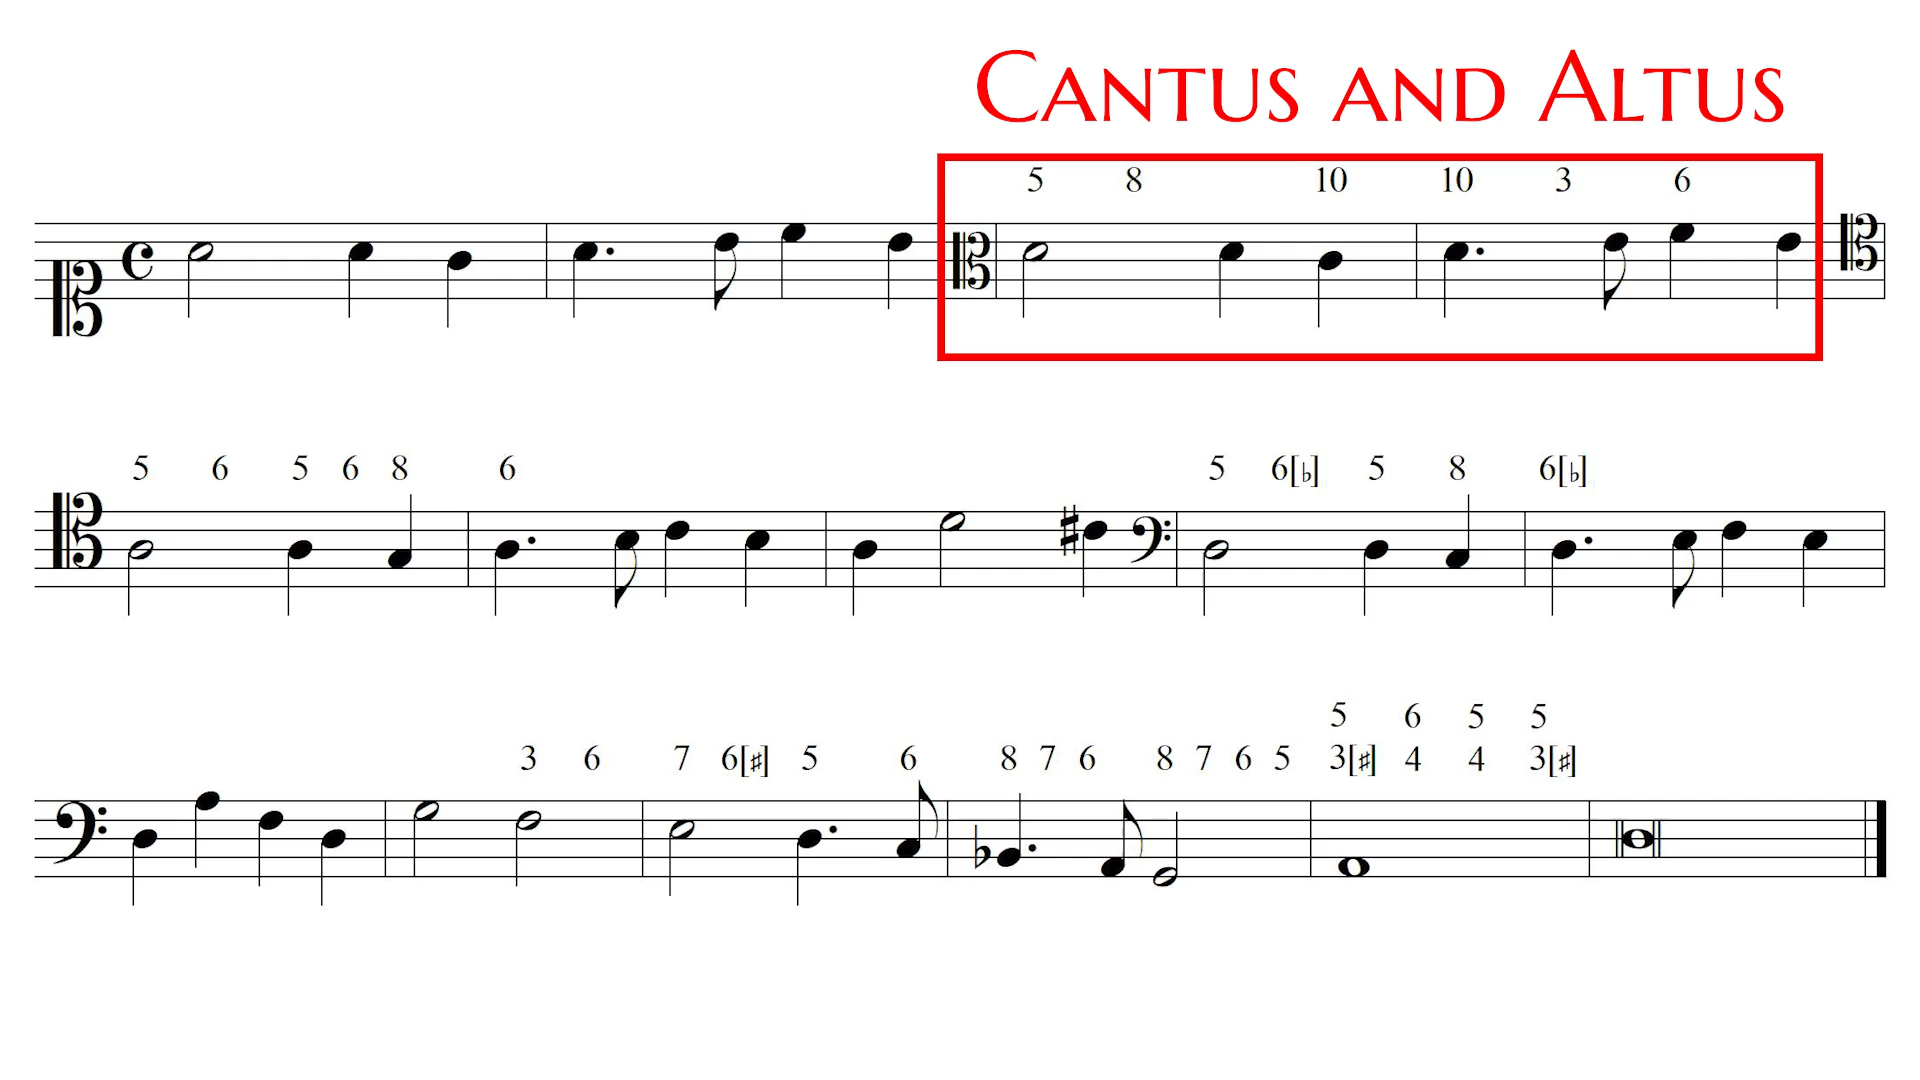 Cantus and Altus
5 8 10 10 3 6
5 6 5 6 8 6 5 6[♭] 5 8 6[♭]
5 6 5 5
3 6 7 6[♯] 5 6 8 7 6 8 7 6 5 3[♯] 4 4 3[♯]